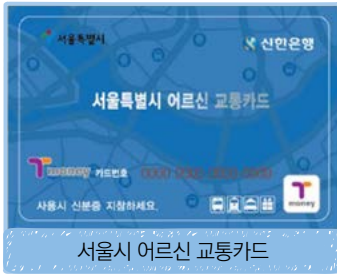 서울특별시 신한은행
서울특별시 어르신 교통카드
Tmoney 카드번호
사용시 신분증 지참하세요.
T money
서울시 어르신 교통카드